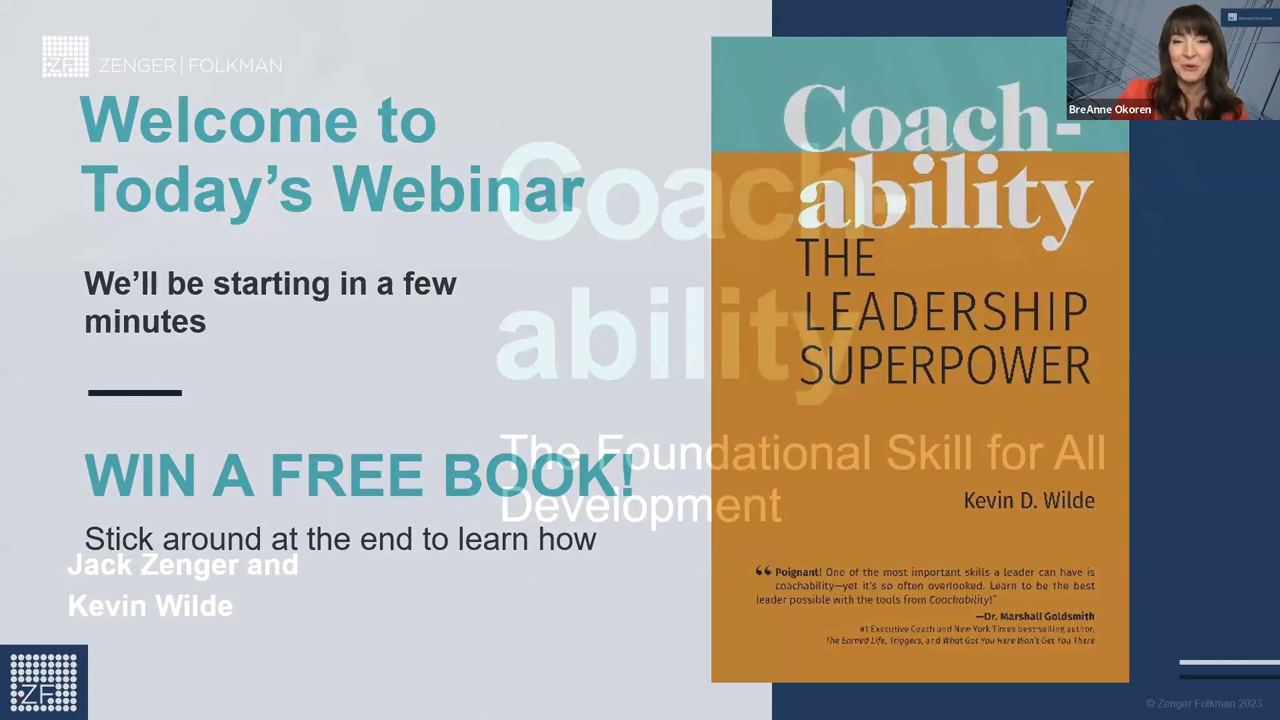 ZF ZENGER | FOLKMAN
Welcome to
Today's Webinar
We'll be starting in a few
minutes
WIN A FREE BOOK!
Stick around at the end to learn how
Coach-
ability
The Foundational Skill for All
Development
Jack Zenger and
Kevin Wilde
ZF
Coach-
ability
THE
LEADERSHIP
SUPERPOWER
Kevin D. Wilde
“Poignant! One of the most important skills a leader can have is
coachability—yet it's so often overlooked. Learn to be the best
leader possible with the tools from Coachability!”
—Dr. Marshall Goldsmith
#1 Executive Coach and New York Times best-selling author,
The Earned Life, Triggers, and What Got You Here Won't Get You There
BreAnne Okoren
© Zenger Folkman 2023